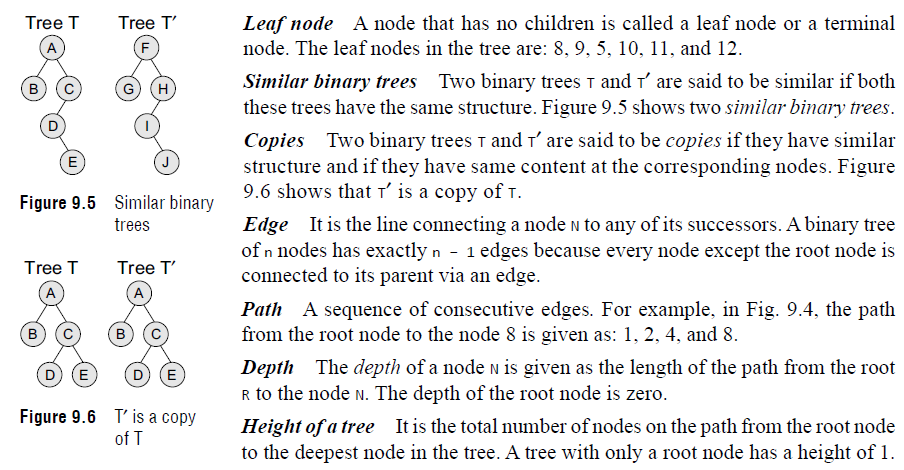 Tree T Tree T′
A F
B C G H
D I
E J
Figure 9.5 Similar binary
trees
Tree T Tree T′
A A
B C B C
D E D E
Figure 9.6 T′ is a copy
of T
Leaf node A node that has no children is called a leaf node or a terminal
node. The leaf nodes in the tree are: 8, 9, 5, 10, 11, and 12.
Similar binary trees Two binary trees T and T′ are said to be similar if both
these trees have the same structure. Figure 9.5 shows two similar binary trees.
Copies Two binary trees T and T′ are said to be copies if they have similar
structure and if they have same content at the corresponding nodes. Figure
9.6 shows that T′ is a copy of T.
Edge It is the line connecting a node N to any of its successors. A binary tree
of n nodes has exactly n – 1 edges because every node except the root node is
connected to its parent via an edge.
Path A sequence of consecutive edges. For example, in Fig. 9.4, the path
from the root node to the node 8 is given as: 1, 2, 4, and 8.
Depth The depth of a node N is given as the length of the path from the root
R to the node N. The depth of the root node is zero.
Height of a tree It is the total number of nodes on the path from the root node
to the deepest node in the tree. A tree with only a root node has a height of 1.